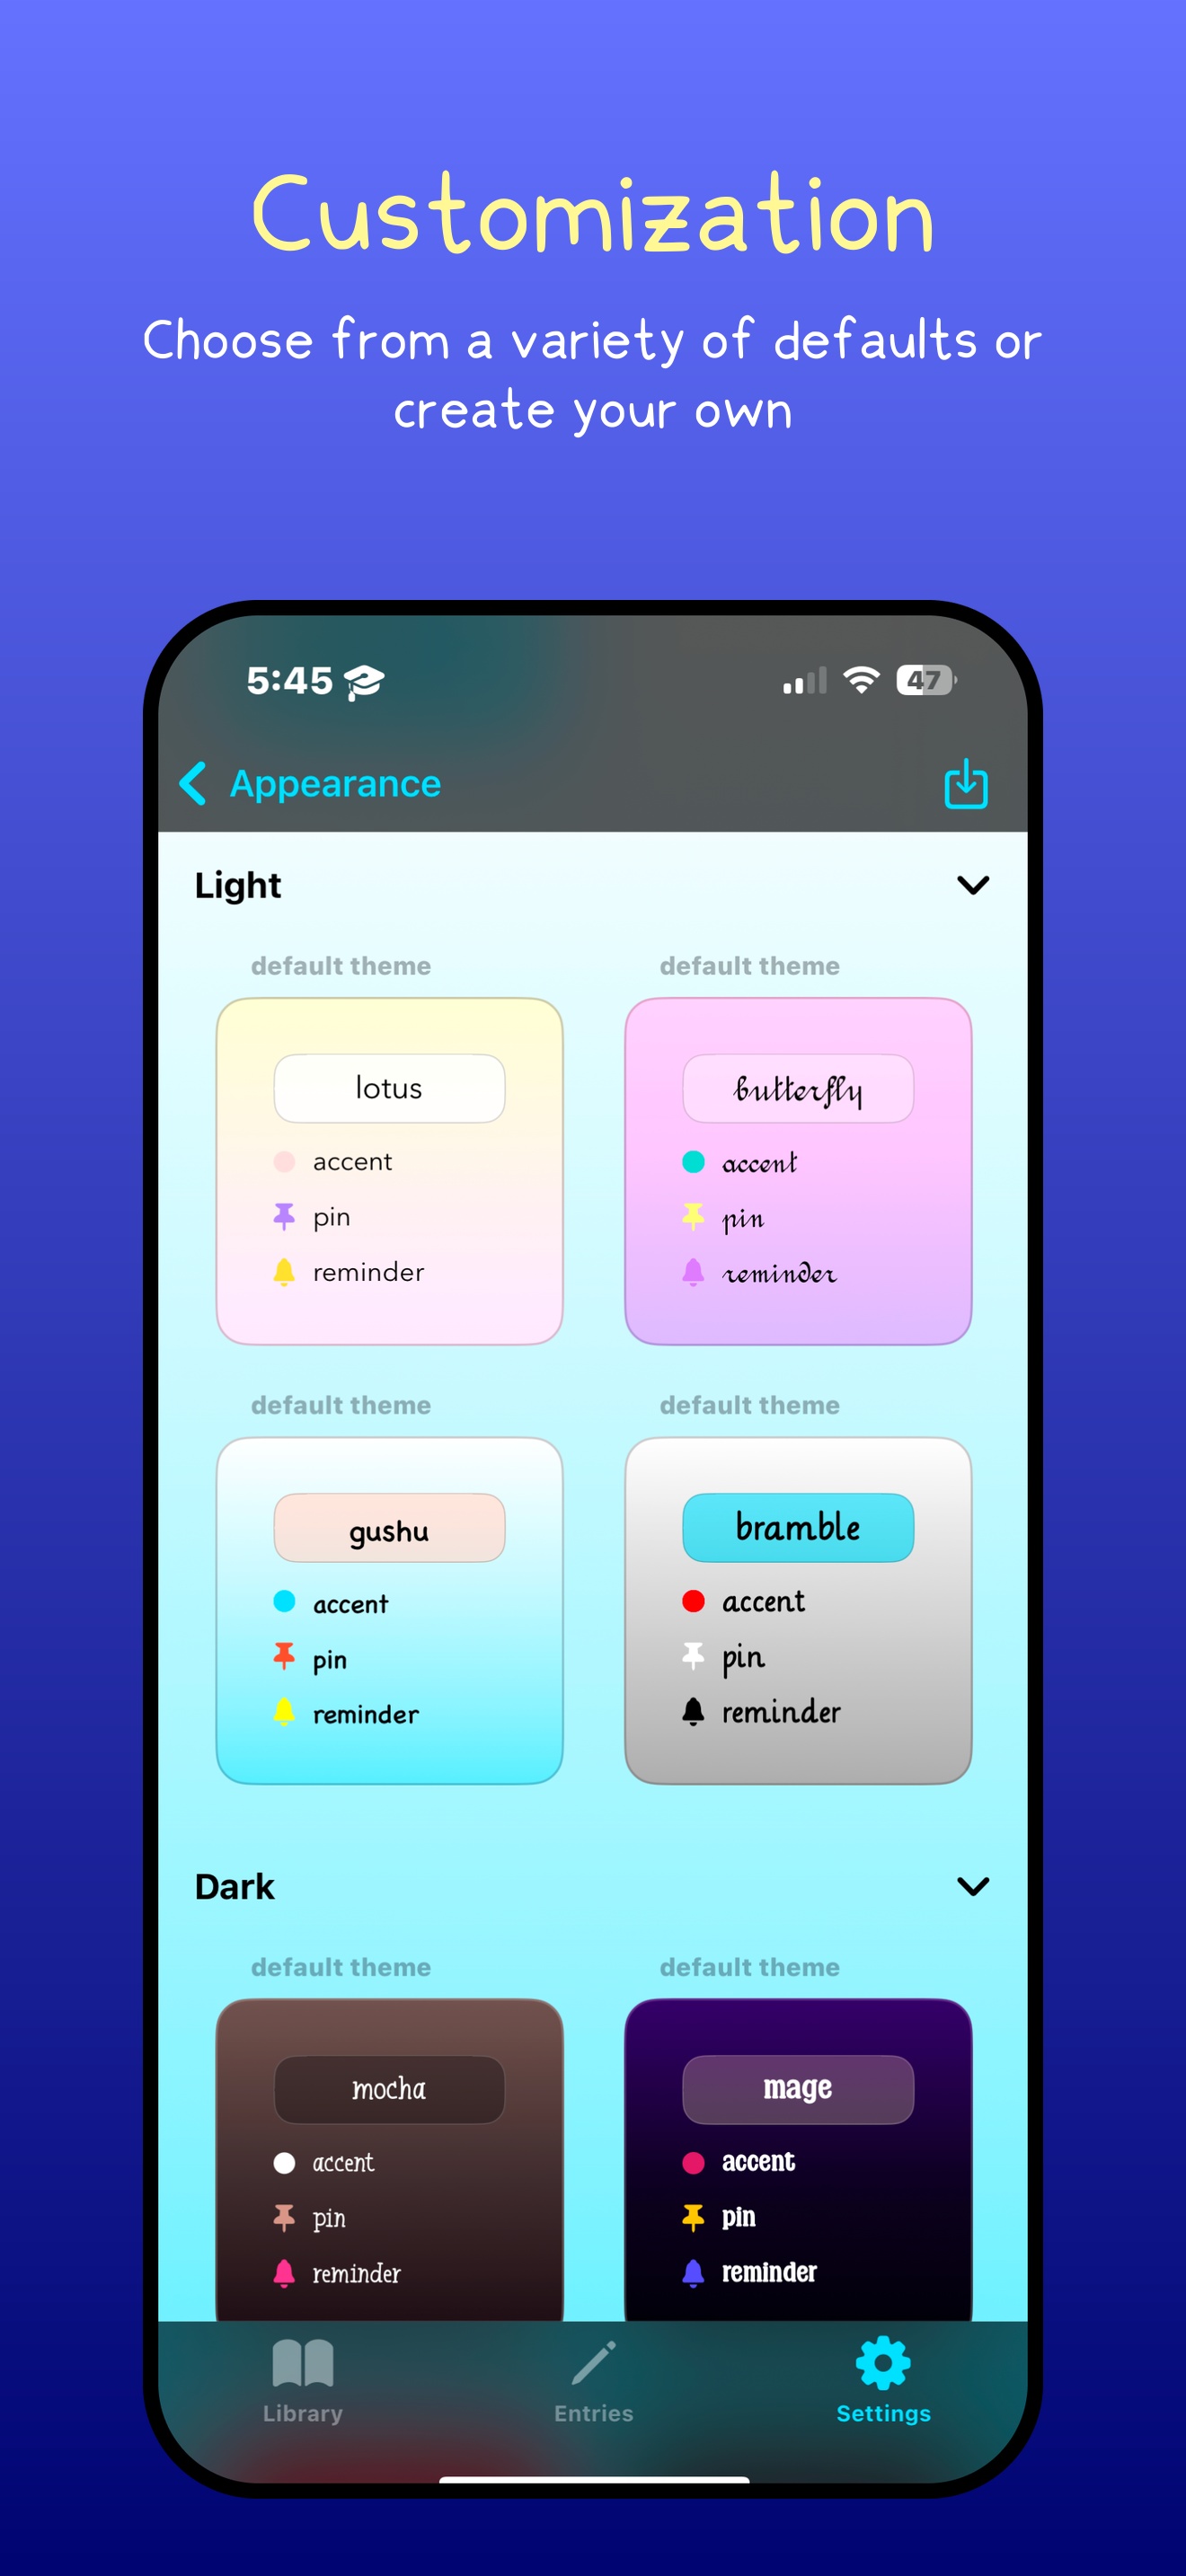 Customization
Choose from a variety of defaults or
create your own
5:45
47
Appearance
Light
default theme
default theme
lotus
accent
pin
reminder
butterfly
accent
pin
reminder
default theme
default theme
gushu
accent
pin
reminder
bramble
accent
pin
reminder
Dark
default theme
default theme
mocha
accent
pin
reminder
mage
accent
pin
reminder
Library
Entries
Settings